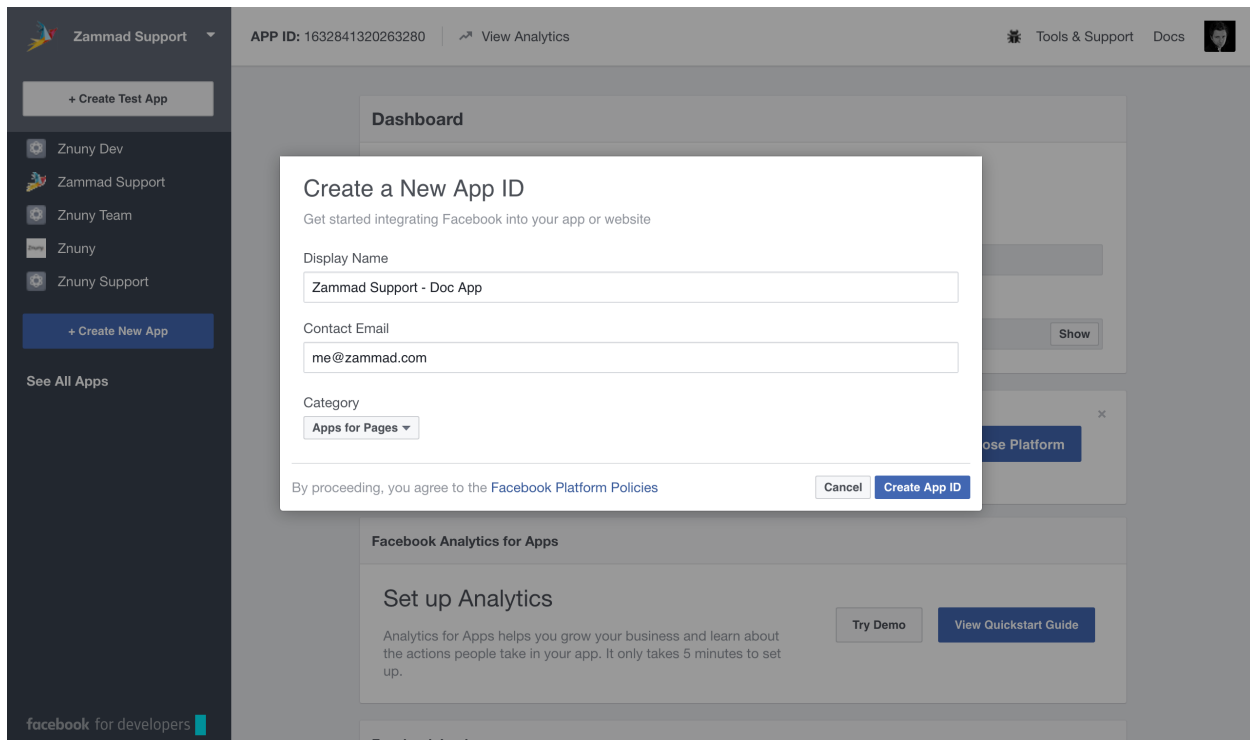 Zammad Support
APP ID: 1632841320263280
View Analytics
Tools & Support
Docs
+ Create Test App
Znuny Dev
Zammad Support
Znuny Team
Znuny
Znuny Support
+ Create New App
See All Apps
facebook for developers
Dashboard
Create a New App ID
Get started integrating Facebook into your app or website
Display Name
Zammad Support - Doc App
Contact Email
me@zammad.com
Category
Apps for Pages
By proceeding, you agree to the Facebook Platform Policies
Cancel
Create App ID
Show
Platform
Facebook Analytics for Apps
Set up Analytics
Analytics for Apps helps you grow your business and learn about
the actions people take in your app. It only takes 5 minutes to set
up.
Try Demo
View Quickstart Guide